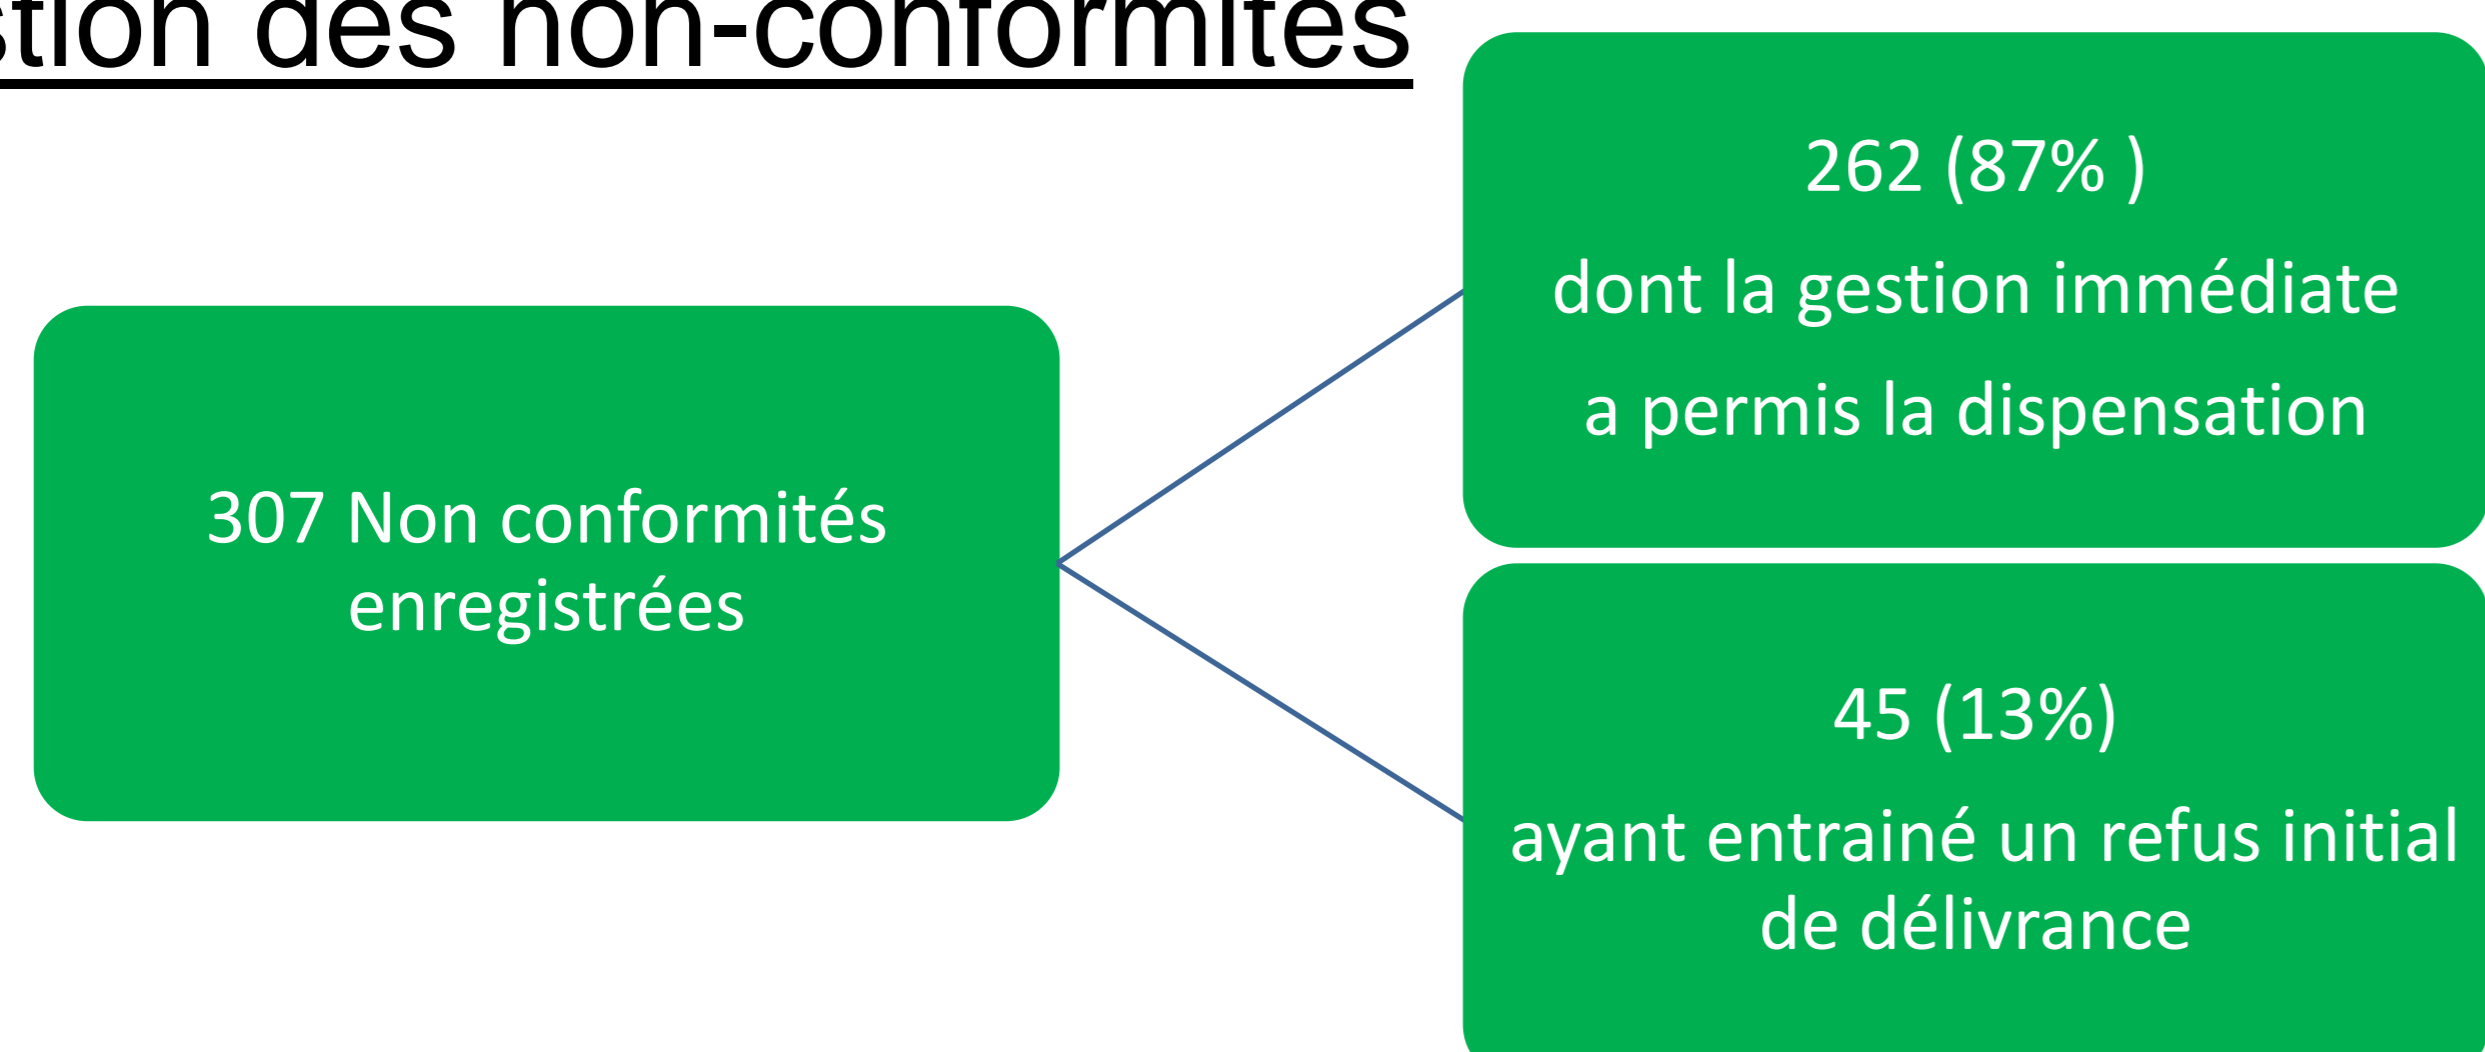 stion des non-conformités
307 Non conformités
enregistrées
262 (87% )
dont la gestion immédiate
a permis la dispensation
45 (13%)
ayant entrainé un refus initial
de délivrance